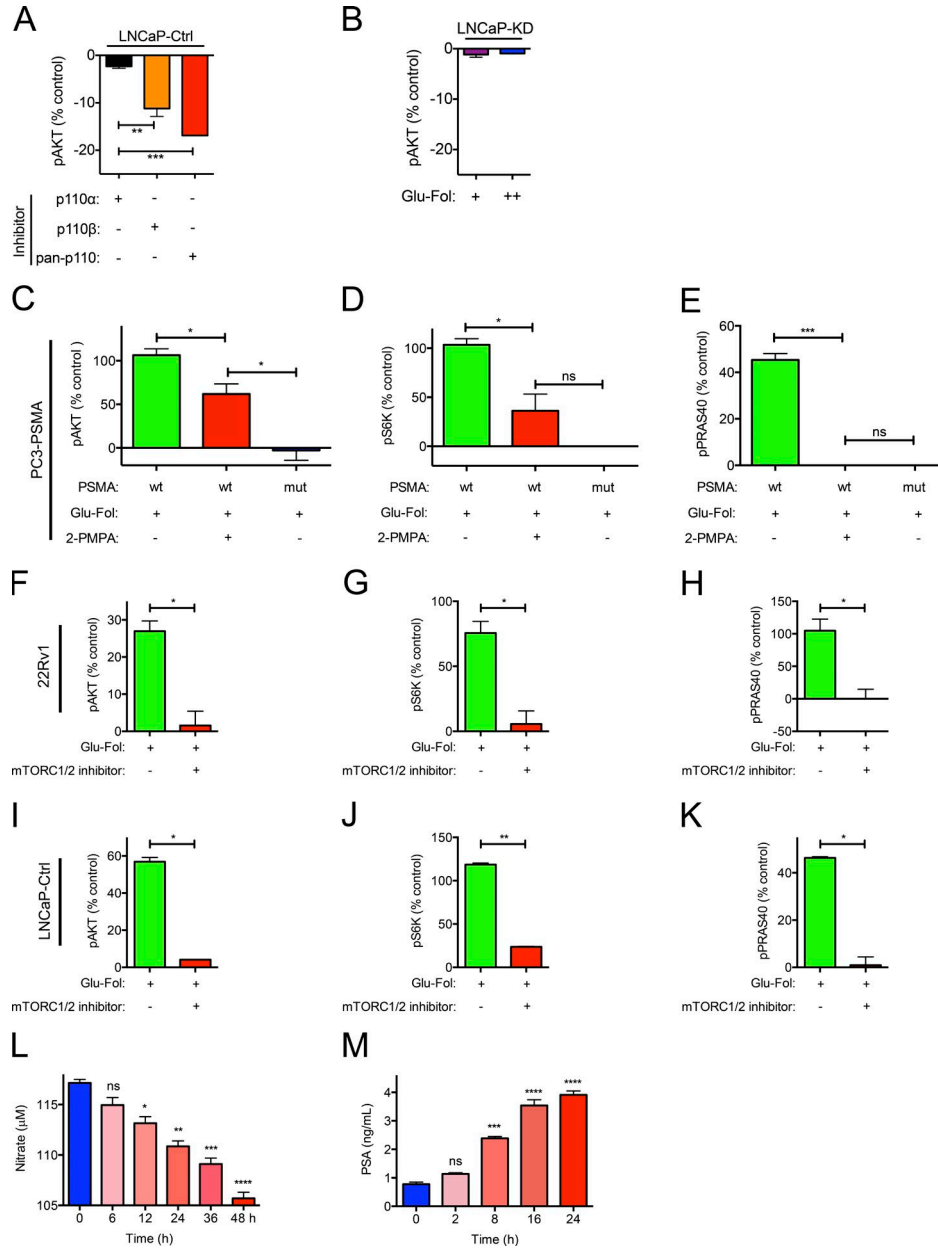 A
LNCaP-Ctrl
pAKT (% control)
0
-10
-20
**
***
Inhibitor
p110α: + - -
p110β: - + -
pan-p110: - - +
B
LNCaP-KD
pAKT (% control)
0
-10
-20
Glu-Fol: + ++
PC3-PSMA
C
pAKT (% control )
100
50
0
*
*
PSMA: wt wt mut
Glu-Fol: + + +
2-PMPA: - + -
D
pS6K (% control )
100
50
0
*
ns
PSMA: wt wt mut
Glu-Fol: + + +
2-PMPA: - + -
E
pPRAS40 (% control )
60
40
20
0
***
ns
PSMA: wt wt mut
Glu-Fol: + + +
2-PMPA: - + -
22Rv1
F
pAKT (% control)
30
20
10
0
*
Glu-Fol: + +
mTORC1/2 inhibitor: - +
G
pS6K (% control)
100
50
0
*
Glu-Fol: + +
mTORC1/2 inhibitor: - +
H
pPRAS40 (% control)
150
100
50
0
-50
*
Glu-Fol: + +
mTORC1/2 inhibitor: - +
LNCaP-Ctrl
I
pAKT (% control)
60
40
20
0
*
Glu-Fol: + +
mTORC1/2 inhibitor: - +
J
pS6K (% control)
150
100
50
0
**
Glu-Fol: + +
mTORC1/2 inhibitor: - +
K
pPRAS40 (% control)
40
20
0
*
Glu-Fol: + +
mTORC1/2 inhibitor: - +
L
Nitrate (μM)
115
110
105
ns
*
**
***
****
0 6 12 24 36 48 h
Time (h)
M
PSA (ng/mL)
4
3
2
1
0
ns
***
****
****
0 2 8 16 24
Time (h)